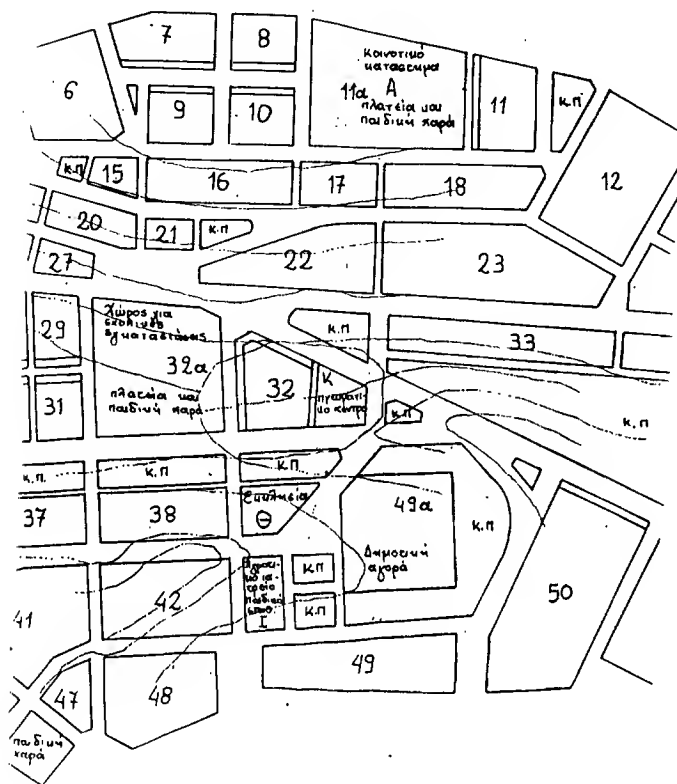 7
8
6
9
10
Κοινοτικό
κατάστημα
11α Α
πλατεία και
παιδική χαρά
11
Κ.Π
12
Κ.Π
15
16
17
18
20
21
Κ.Π
22
23
27
29
Χώρος για
εγκαταστάσεις
32α
πλατεία και
παιδική χαρά
31
32
Κ
Κ.Π
33
Κ.Π
Κ.Π
Κ.Π.
Κ.Π
Κ.Π
37
38
Εκκλησία
Θ
49α
Δημοτική
αγορά
Κ.Π
50
41
42
Ι
Κ.Π
Κ.Π
47
48
49
παιδική
χαρά